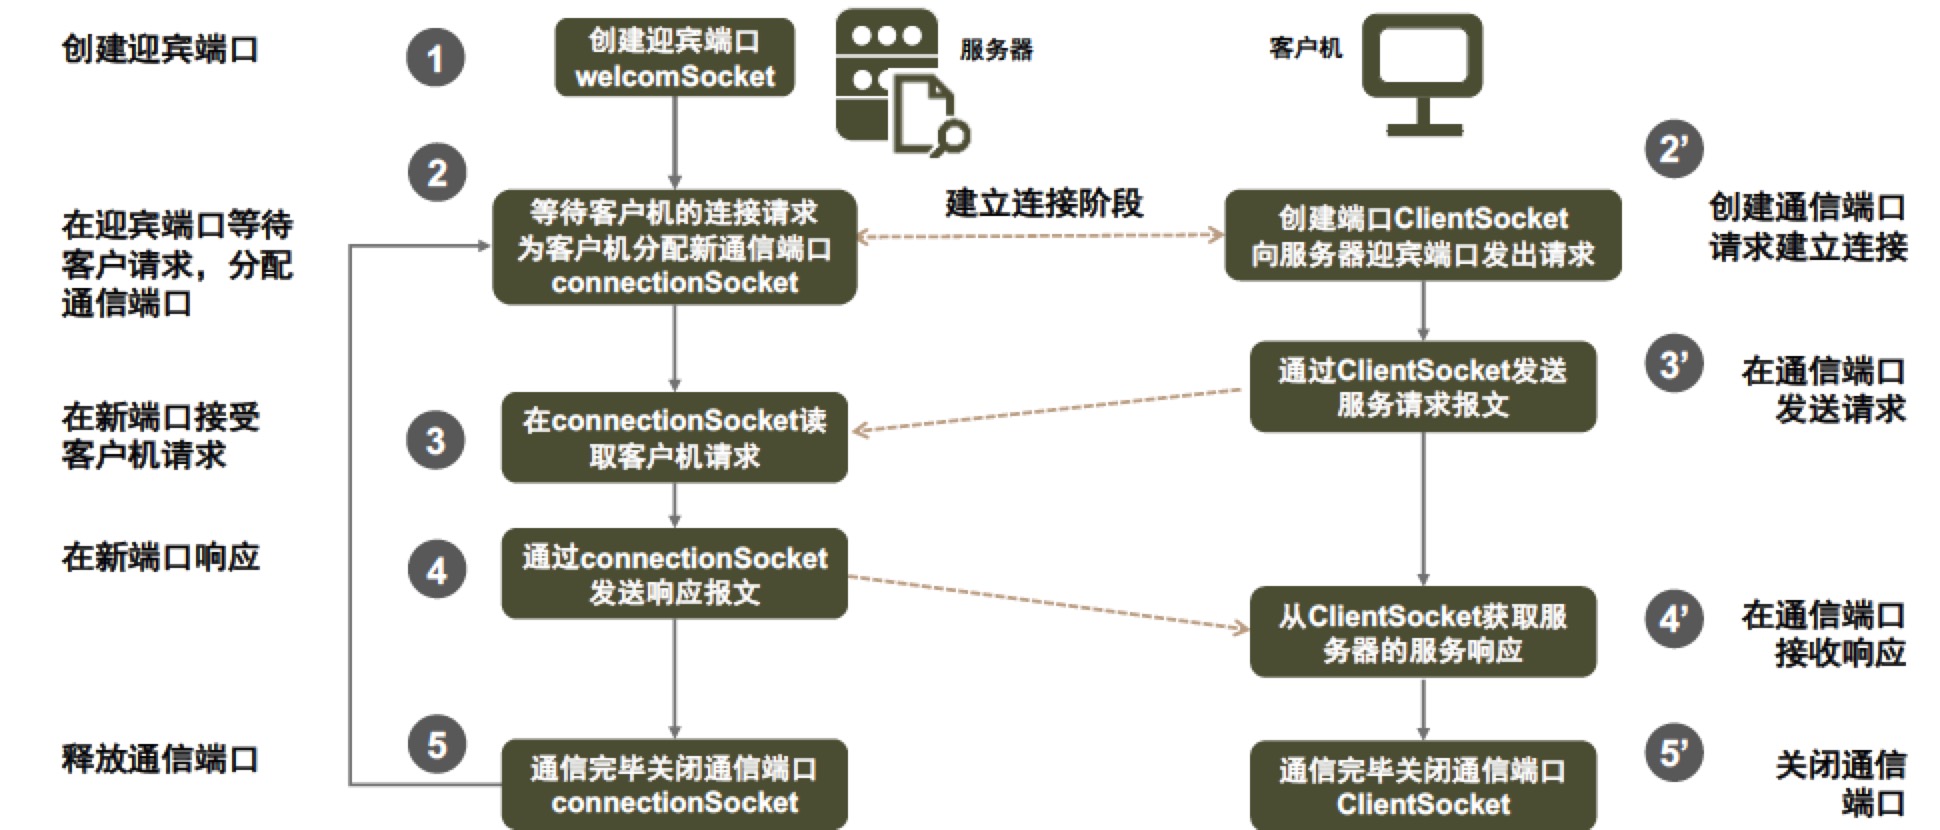 创建迎宾端口
1
创建迎宾端口
welcomSocket
服务器
客户机
2
2’
在迎宾端口等待
客户请求，分配
通信端口
等待客户机的连接请求
为客户机分配新通信端口
connectionSocket
建立连接阶段
创建端口ClientSocket
向服务器迎宾端口发出请求
创建通信端口
请求建立连接
在新端口接受
客户机请求
3
在connectionSocket读
取客户机请求
通过ClientSocket发送
服务请求报文
3’
在通信端口
发送请求
在新端口响应
4
通过connectionSocket
发送响应报文
从ClientSocket获取服
务器的服务响应
4’
在通信端口
接收响应
释放通信端口
5
通信完毕关闭通信端口
connectionSocket
通信完毕关闭通信端口
ClientSocket
5’
关闭通信
端口